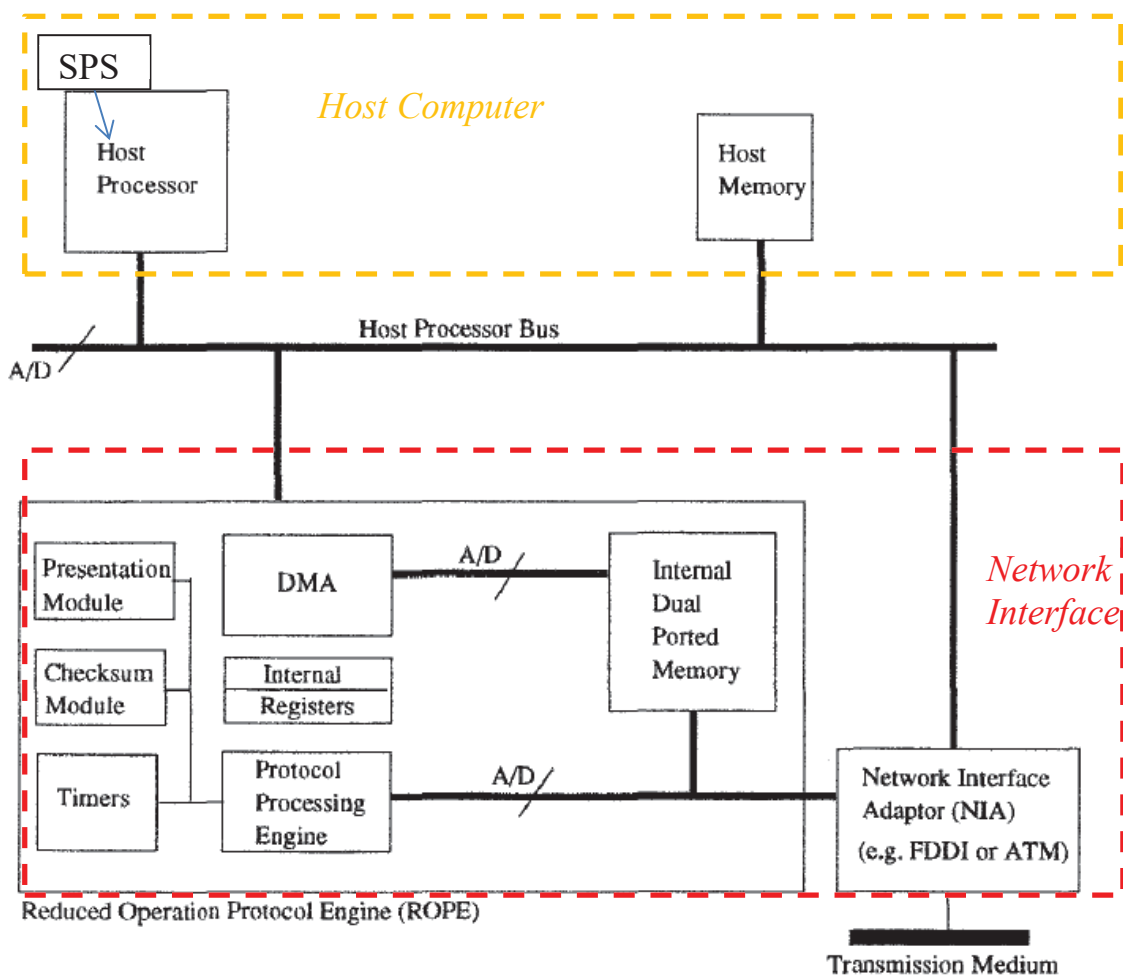 SPS
Host Computer
Host
Processor
Host
Memory
Host Processor Bus
A/D
Presentation
Module
DMA
A/D
Internal
Dual
Ported
Memory
Network
Interface
Checksum
Module
Internal
Registers
Timers
Protocol
Processing
Engine
A/D
Network Interface
Adaptor (NIA)
(e.g. FDDI or ATM)
Reduced Operation Protocol Engine (ROPE)
Transmission Medium